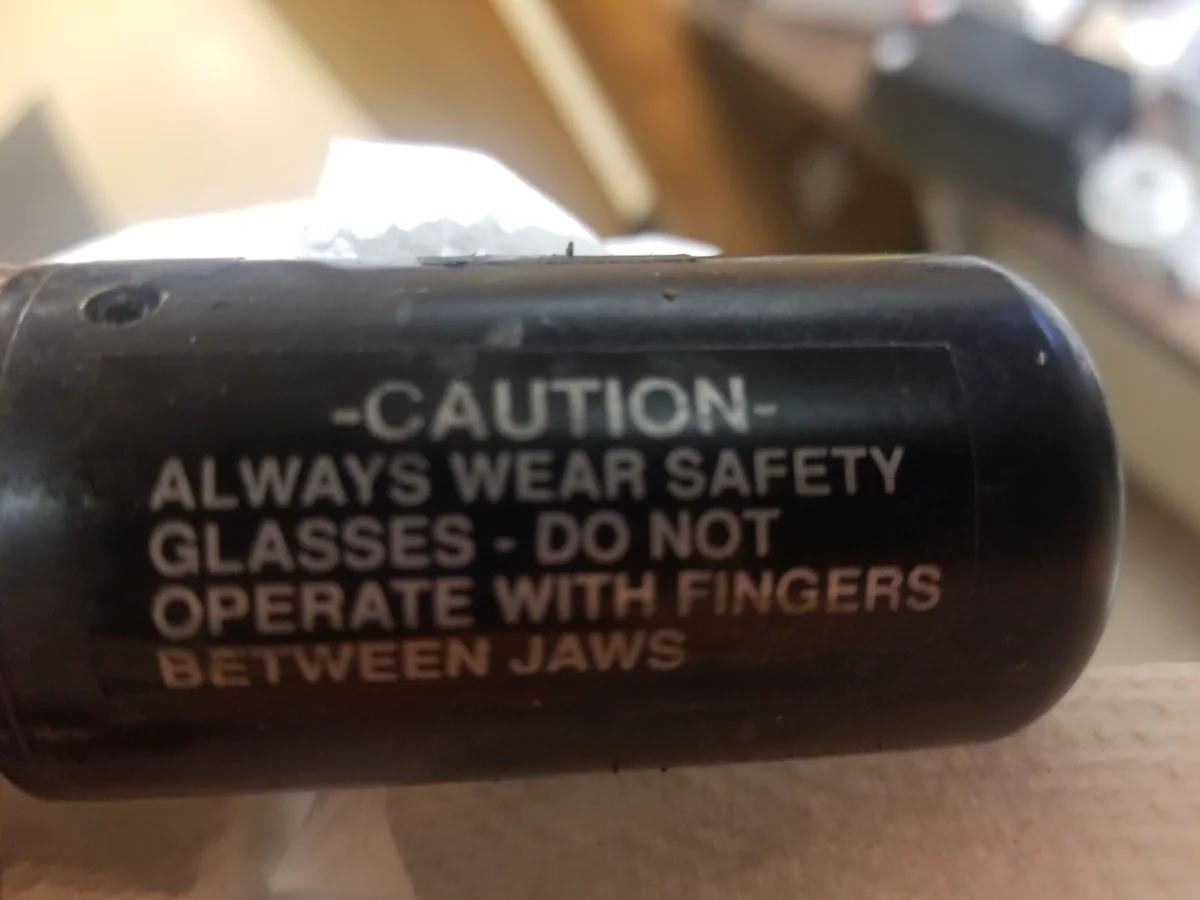 -CAUTION-
ALWAYS WEAR SAFETY
GLASSES - DO NOT
OPERATE WITH FINGERS
BETWEEN JAWS